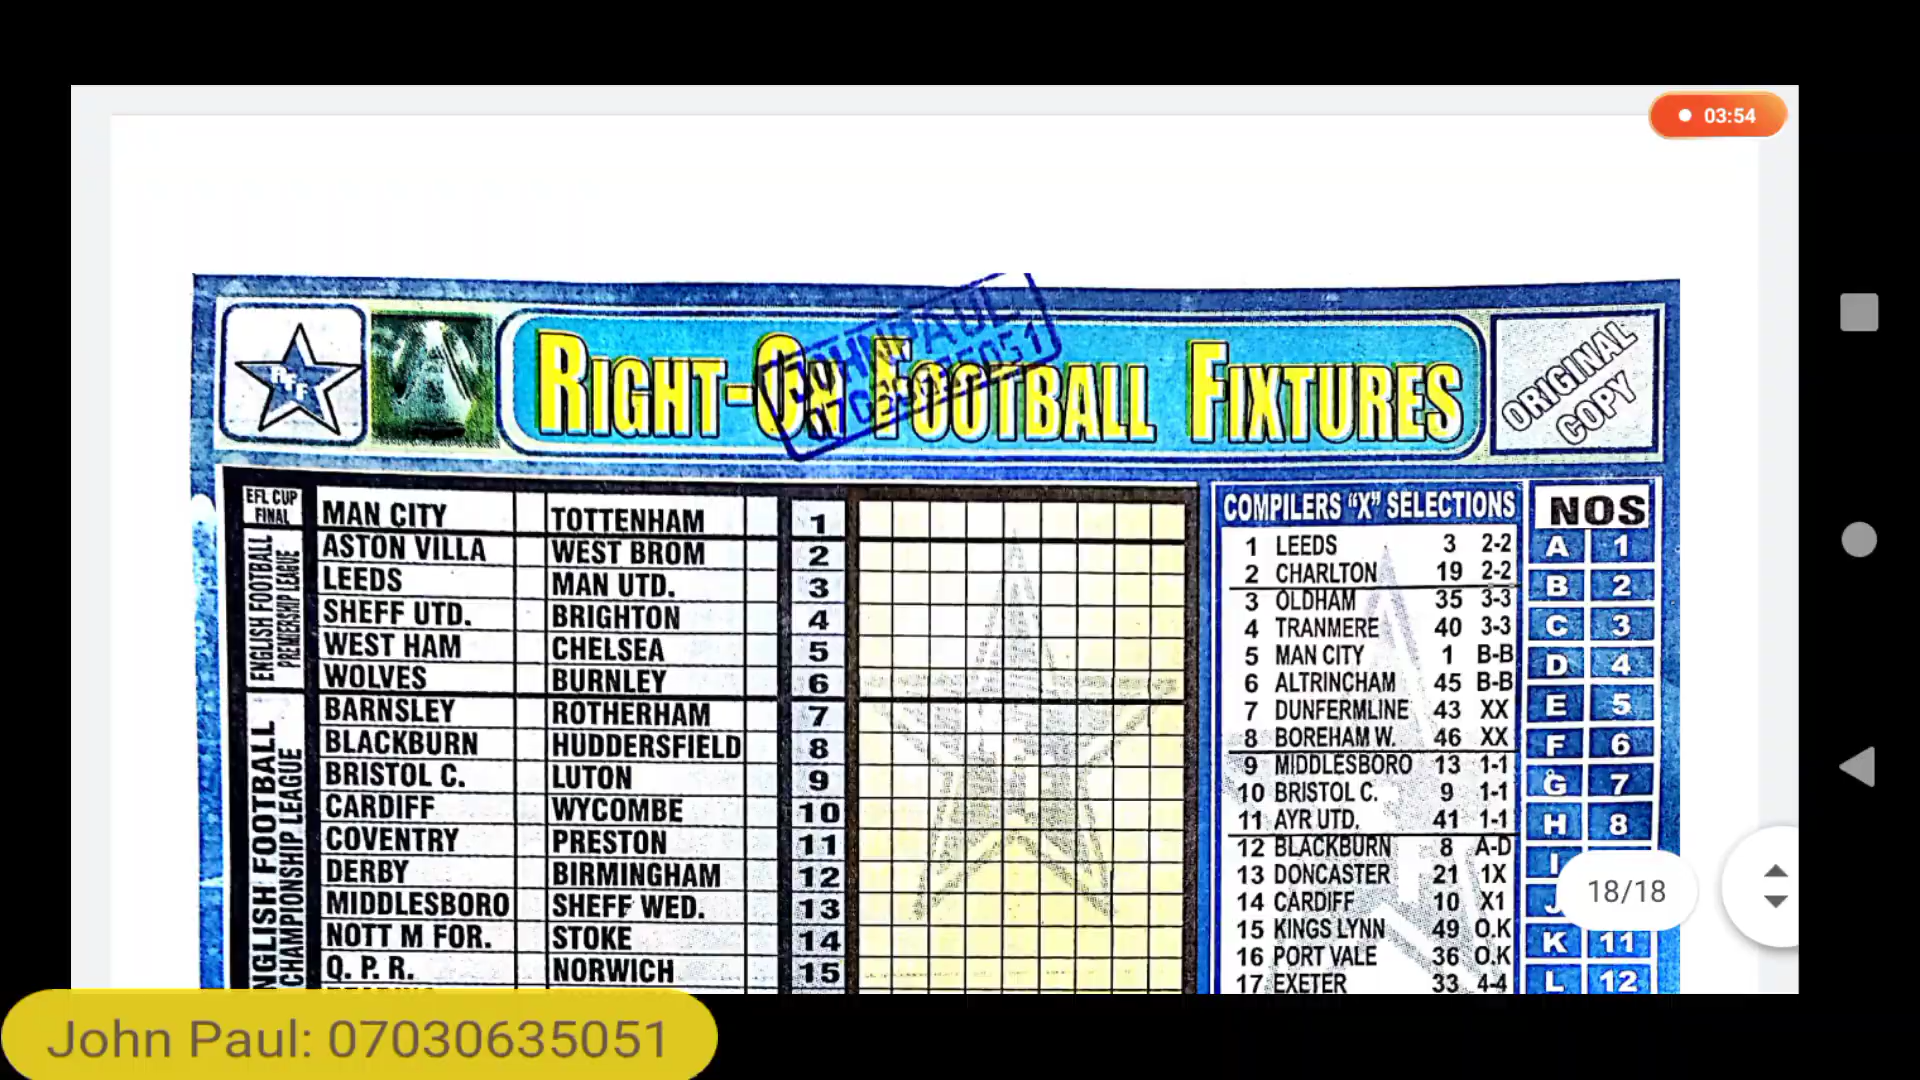 03:54
RFF
RIGHT-ON FOOTBALL FIXTURES
JOHN PAUL
ORIGINAL
COPY
EFL CUP
FINAL
ENGLISH FOOTBALL
PREMIERSHIP LEAGUE
MAN CITY TOTTENHAM 1
ASTON VILLA WEST BROM 2
LEEDS MAN UTD. 3
SHEFF UTD. BRIGHTON 4
WEST HAM CHELSEA 5
WOLVES BURNLEY 6
ENGLISH FOOTBALL
CHAMPIONSHIP LEAGUE
BARNSLEY ROTHERHAM 7
BLACKBURN HUDDERSFIELD 8
BRISTOL C. LUTON 9
CARDIFF WYCOMBE 10
COVENTRY PRESTON 11
DERBY BIRMINGHAM 12
MIDDLESBORO SHEFF WED. 13
NOTT M FOR. STOKE 14
Q. P. R. NORWICH 15
COMPILERS "X" SELECTIONS
1 LEEDS 3 2-2
2 CHARLTON 19 2-2
3 OLDHAM 35 3-3
4 TRANMERE 40 3-3
5 MAN CITY 1 B-B
6 ALTRINCHAM 45 B-B
7 DUNFERMLINE 43 XX
8 BOREHAM W. 46 XX
9 MIDDLESBORO 13 1-1
10 BRISTOL C. 9 1-1
11 AYR UTD. 41 1-1
12 BLACKBURN 8 A-D
13 DONCASTER 21 1X
14 CARDIFF 10 X1
15 KINGS LYNN 49 O.K
16 PORT VALE 36 O.K
17 EXETER 33 4-4
NOS
A 1
B 2
C 3
D 4
E 5
F 6
G 7
H 8
I
J
K 11
L 12
18/18
John Paul: 07030635051